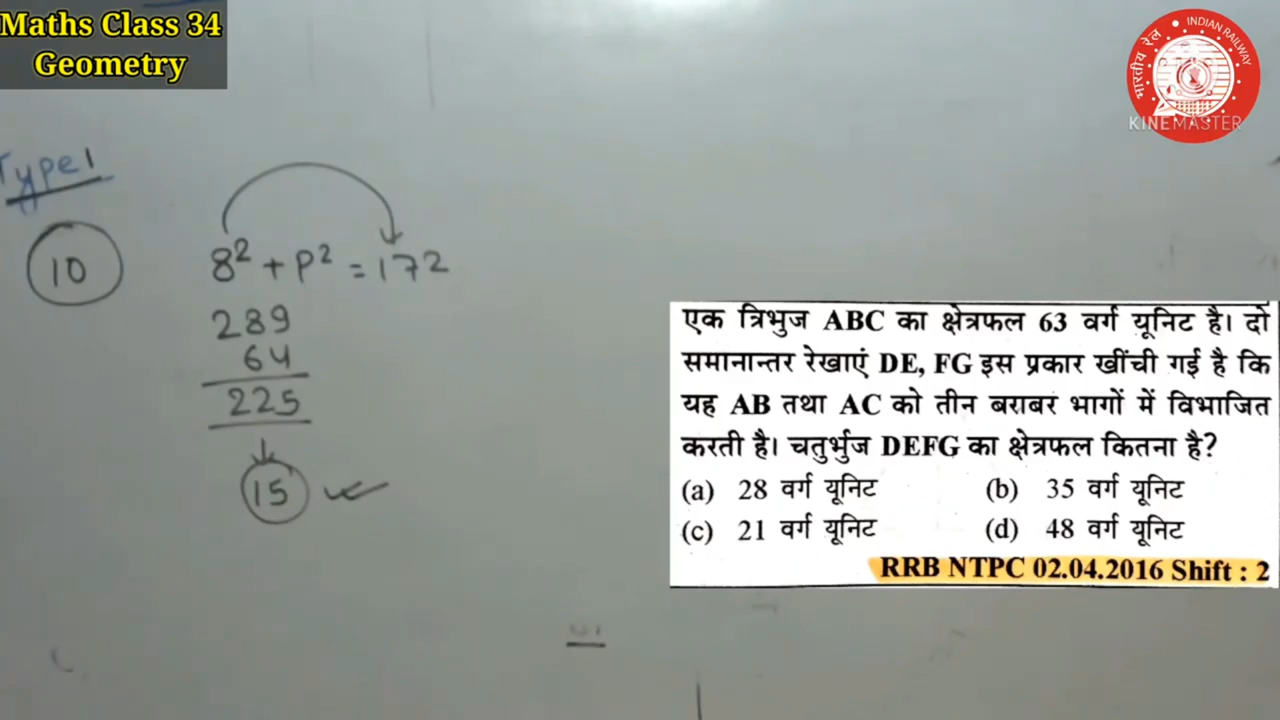 Maths Class 34
Geometry
भारतीय रेल
INDIAN RAILWAY
KINEMASTER
Type 1
10
8² + P² = 172
289
64
225
15
एक त्रिभुज ABC का क्षेत्रफल 63 वर्ग यूनिट है। दो
समानान्तर रेखाएं DE, FG इस प्रकार खींची गई है कि
यह AB तथा AC को तीन बराबर भागों में विभाजित
करती है। चतुर्भुज DEFG का क्षेत्रफल कितना है?
(a) 28 वर्ग यूनिट (b) 35 वर्ग यूनिट
(c) 21 वर्ग यूनिट (d) 48 वर्ग यूनिट
RRB NTPC 02.04.2016 Shift : 2